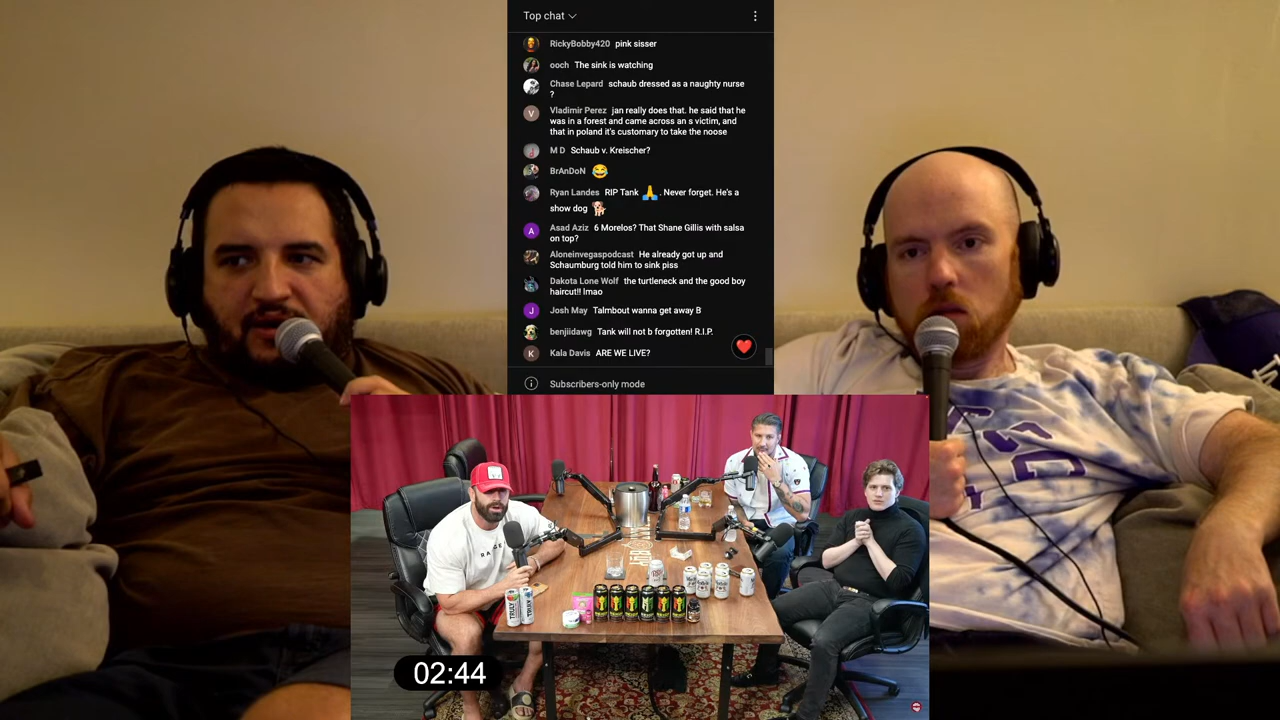 Top chat
RickyBobby420 pink sisser
ooch The sink is watching
Chase Lepard schaub dressed as a naughty nurse
?
V
Vladimir Perez jan really does that. he said that he
was in a forest and came across an s victim, and
that in poland it's customary to take the noose
M D Schaub v. Kreischer?
BrAnDoN 😂
Ryan Landes RIP Tank 🙏. Never forget. He's a
show dog 🐕
A
Asad Aziz 6 Morelos? That Shane Gillis with salsa
on top?
Aloneinvegaspodcast He already got up and
Schaumburg told him to sink piss
Dakota Lone Wolf the turtleneck and the good boy
haircut!! lmao
J
Josh May Talmbout wanna get away B
benjiidawg Tank will not b forgotten! R.I.P.
K
Kala Davis ARE WE LIVE?
Subscribers-only mode
TRULY
TRULY
02:44